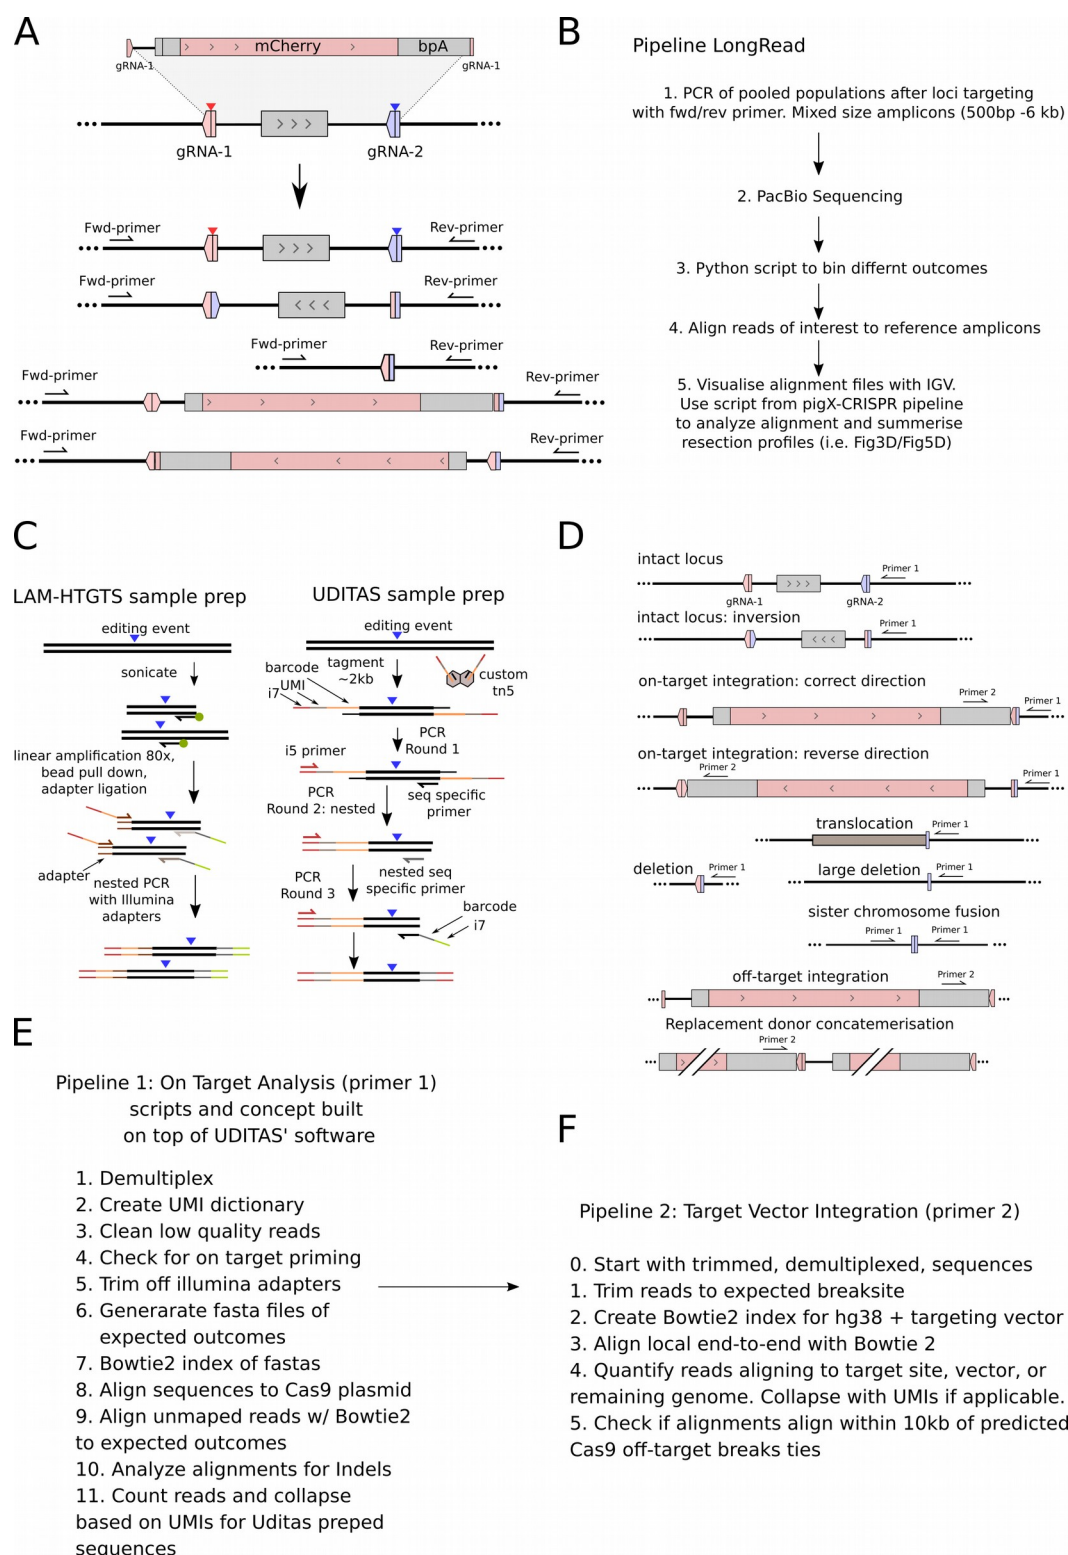 A
mCherry
bpA
gRNA-1
gRNA-1
gRNA-1
gRNA-2
Fwd-primer
Rev-primer
Fwd-primer
Rev-primer
Fwd-primer
Rev-primer
Fwd-primer
Rev-primer
Fwd-primer
Rev-primer
B
Pipeline LongRead
1. PCR of pooled populations after loci targeting
with fwd/rev primer. Mixed size amplicons (500bp -6 kb)
2. PacBio Sequencing
3. Python script to bin differnt outcomes
4. Align reads of interest to reference amplicons
5. Visualise alignment files with IGV.
Use script from pigX-CRISPR pipeline
to analyze alignment and summerise
resection profiles (i.e. Fig3D/Fig5D)
C
LAM-HTGTS sample prep
editing event
sonicate
linear amplification 80x,
bead pull down,
adapter ligation
adapter
nested PCR
with Illumina
adapters
UDITAS sample prep
editing event
barcode
UMI
i7
tagment
~2kb
custom
tn5
PCR
Round 1
i5 primer
PCR
Round 2: nested
seq specific
primer
PCR
Round 3
nested seq
specific primer
barcode
i7
D
intact locus
Primer 1
gRNA-1
gRNA-2
intact locus: inversion
Primer 1
on-target integration: correct direction
Primer 2
Primer 1
on-target integration: reverse direction
Primer 2
Primer 1
translocation
Primer 1
deletion
Primer 1
large deletion
Primer 1
sister chromosome fusion
Primer 1
Primer 1
off-target integration
Primer 2
Replacement donor concatemerisation
Primer 2
E
Pipeline 1: On Target Analysis (primer 1)
scripts and concept built
on top of UDITAS' software
1. Demultiplex
2. Create UMI dictionary
3. Clean low quality reads
4. Check for on target priming
5. Trim off illumina adapters
6. Generarate fasta files of
expected outcomes
7. Bowtie2 index of fastas
8. Align sequences to Cas9 plasmid
9. Align unmaped reads w/ Bowtie2
to expected outcomes
10. Analyze alignments for Indels
11. Count reads and collapse
based on UMIs for Uditas preped
sequences
F
Pipeline 2: Target Vector Integration (primer 2)
0. Start with trimmed, demultiplexed, sequences
1. Trim reads to expected breaksite
2. Create Bowtie2 index for hg38 + targeting vector
3. Align local end-to-end with Bowtie 2
4. Quantify reads aligning to target site, vector, or
remaining genome. Collapse with UMIs if applicable.
5. Check if alignments align within 10kb of predicted
Cas9 off-target breaks ties